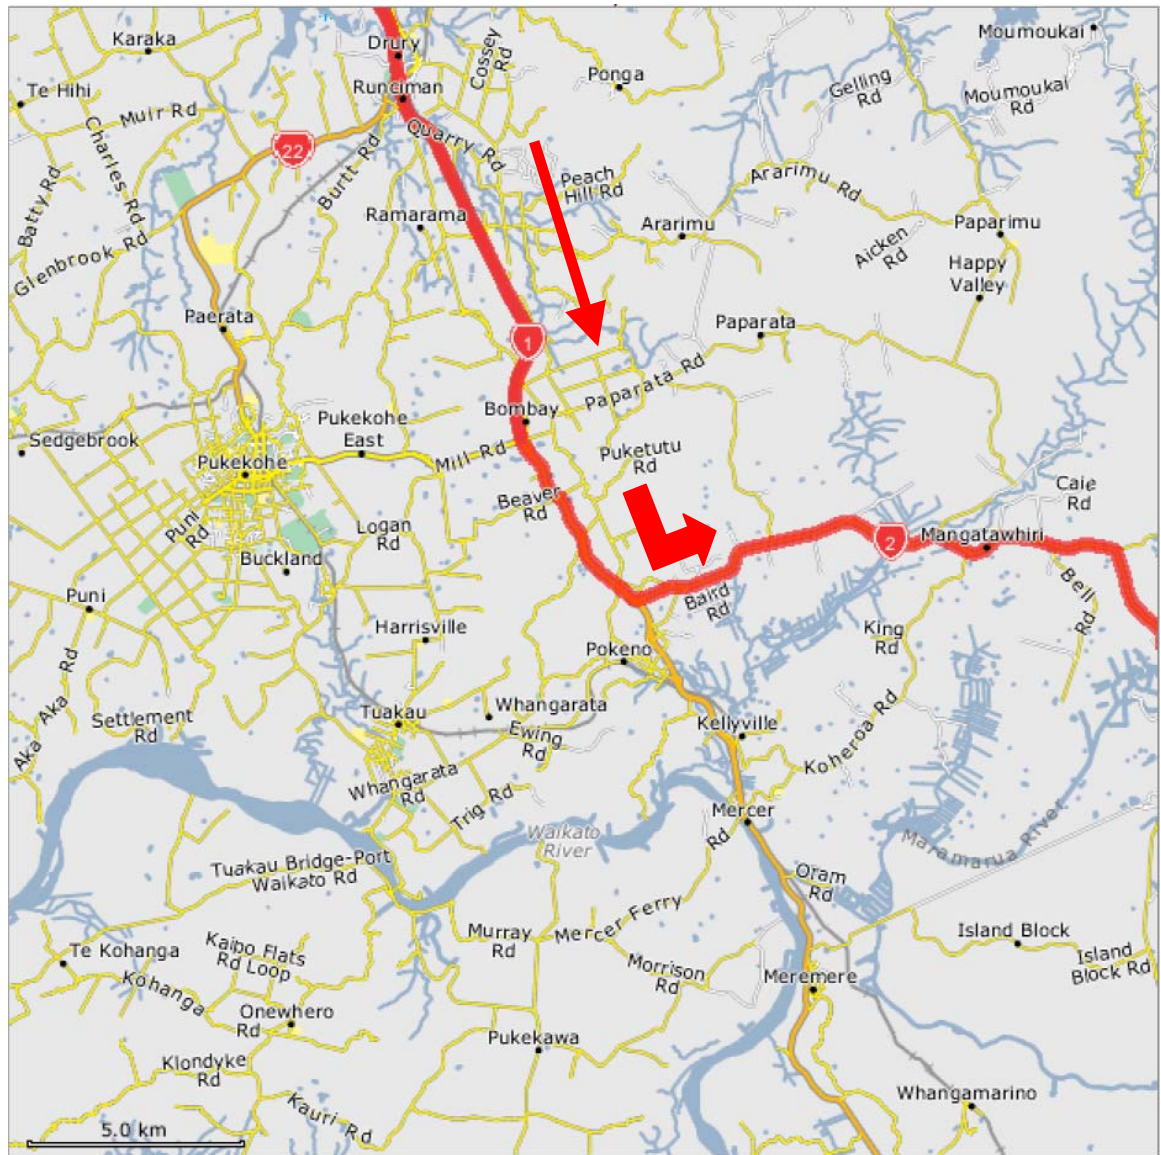 Karaka
Drury
Cossey
Rd
Ponga
Moumoukai
Te Hihi
Runciman
Gelling
Rd
Moumoukai
Rd
Muir Rd
Charles Rd
22
Burtt Rd
Quarry Rd
Peach
Hill Rd
Ararimu Rd
Batty Rd
Ramarama
Ararimu
Paparimu
Aicken
Rd
Glenbrook Rd
Happy
Valley
Paerata
1
Paparata
Paparata Rd
Bombay
Sedgebrook
Pukekohe
East
Mill Rd
Puketutu
Rd
Pukekohe
Beaver
Rd
Caie
Rd
Puni
Rd
Logan
Rd
2
Mangatawhiri
Buckland
Puni
Baird
Rd
Bell
Rd
Harrisville
King
Rd
Pokeno
Aka Aka Rd
Settlement
Rd
Tuakau
Whangarata
Ewing
Rd
Kellyville
Koheroa Rd
Whangarata
Rd
Trig Rd
Mercer
Waikato
River
Maramarua River
Tuakau Bridge-Port
Waikato Rd
Oram
Rd
Mercer Ferry Rd
Murray
Rd
Island Block
Te Kohanga
Kaipo Flats
Rd Loop
Island
Block Rd
Morrison
Rd
Meremere
Kohanga
Rd
Onewhero
Pukekawa
Klondyke
Rd
Whangamarino
Kauri Rd
5.0 km